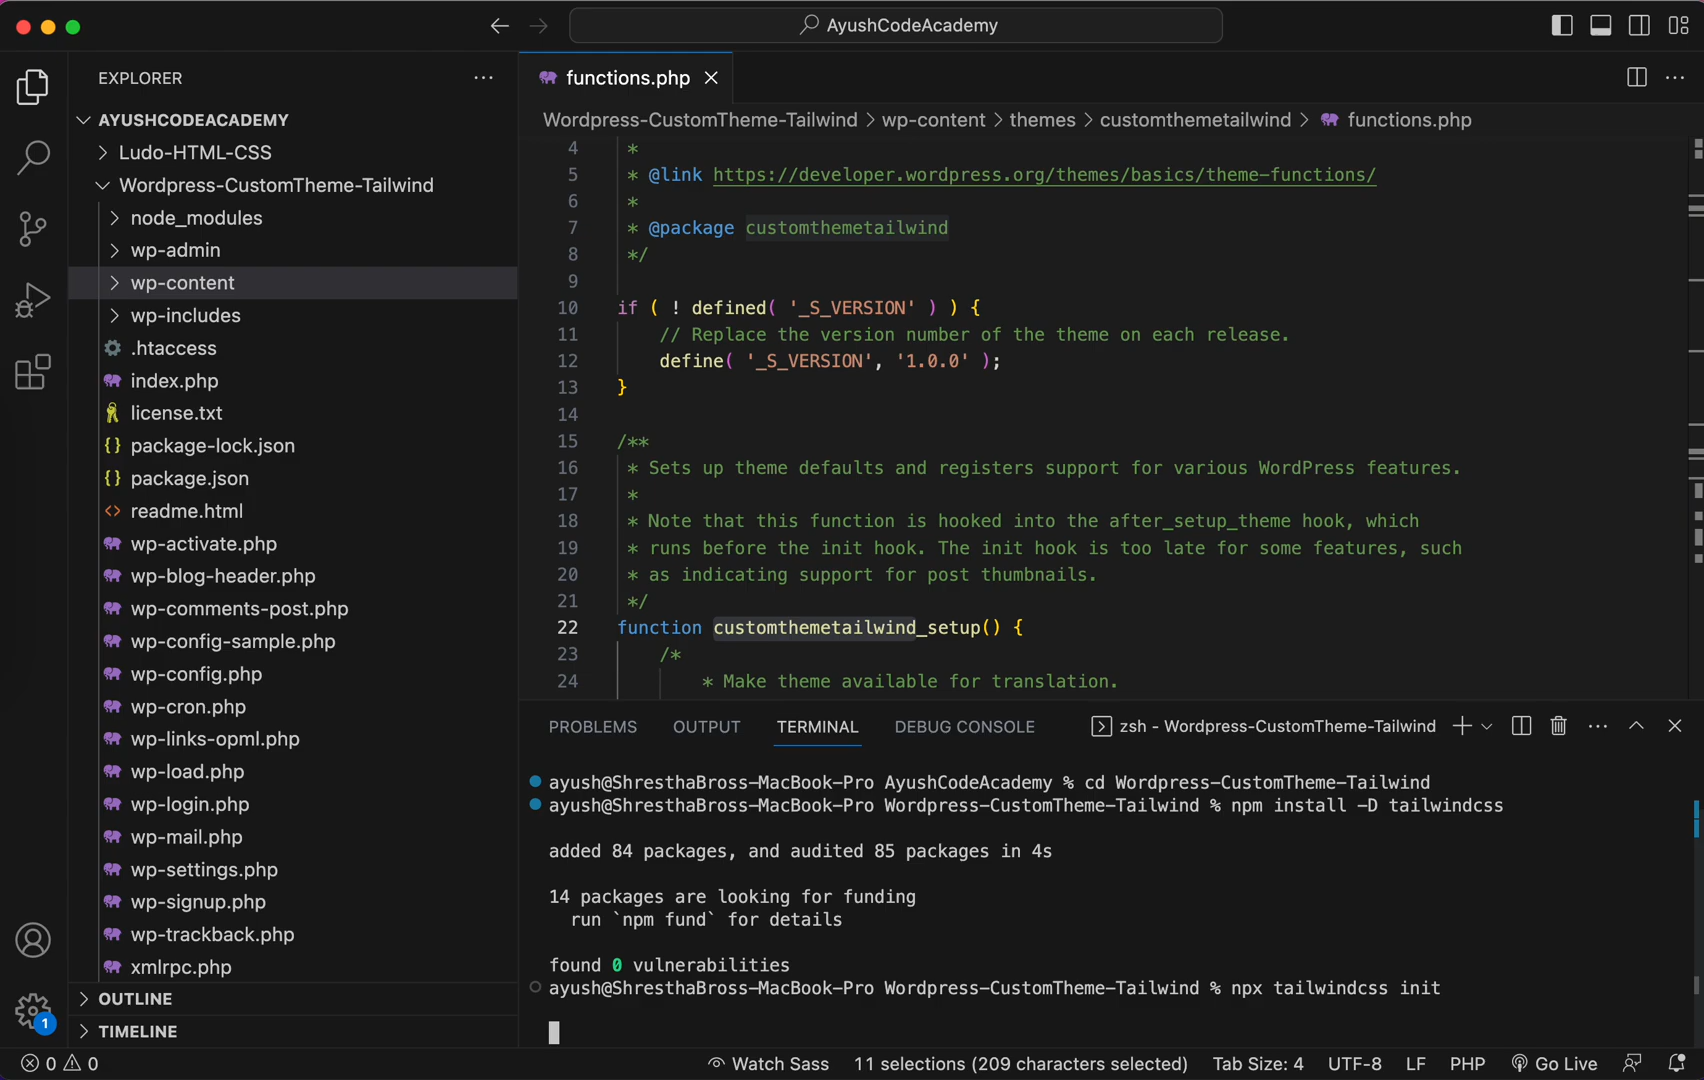 AyushCodeAcademy
EXPLORER
AYUSHCODEACADEMY
Ludo-HTML-CSS
Wordpress-CustomTheme-Tailwind
node_modules
wp-admin
wp-content
wp-includes
.htaccess
index.php
license.txt
package-lock.json
package.json
readme.html
wp-activate.php
wp-blog-header.php
wp-comments-post.php
wp-config-sample.php
wp-config.php
wp-cron.php
wp-links-opml.php
wp-load.php
wp-login.php
wp-mail.php
wp-settings.php
wp-signup.php
wp-trackback.php
xmlrpc.php
OUTLINE
TIMELINE
functions.php
Wordpress-CustomTheme-Tailwind > wp-content > themes > customthemetailwind > functions.php
4 *
5 * @link https://developer.wordpress.org/themes/basics/theme-functions/
6 *
7 * @package customthemetailwind
8 */
9
10 if ( ! defined( '_S_VERSION' ) ) {
11 // Replace the version number of the theme on each release.
12 define( '_S_VERSION', '1.0.0' );
13 }
14
15 /**
16 * Sets up theme defaults and registers support for various WordPress features.
17 *
18 * Note that this function is hooked into the after_setup_theme hook, which
19 * runs before the init hook. The init hook is too late for some features, such
20 * as indicating support for post thumbnails.
21 */
22 function customthemetailwind_setup() {
23 /*
24 * Make theme available for translation.
PROBLEMS OUTPUT TERMINAL DEBUG CONSOLE zsh - Wordpress-CustomTheme-Tailwind
ayush@ShresthaBross-MacBook-Pro AyushCodeAcademy % cd Wordpress-CustomTheme-Tailwind
ayush@ShresthaBross-MacBook-Pro Wordpress-CustomTheme-Tailwind % npm install -D tailwindcss
added 84 packages, and audited 85 packages in 4s
14 packages are looking for funding
run `npm fund` for details
found 0 vulnerabilities
ayush@ShresthaBross-MacBook-Pro Wordpress-CustomTheme-Tailwind % npx tailwindcss init
1
0 0 Watch Sass 11 selections (209 characters selected) Tab Size: 4 UTF-8 LF PHP Go Live